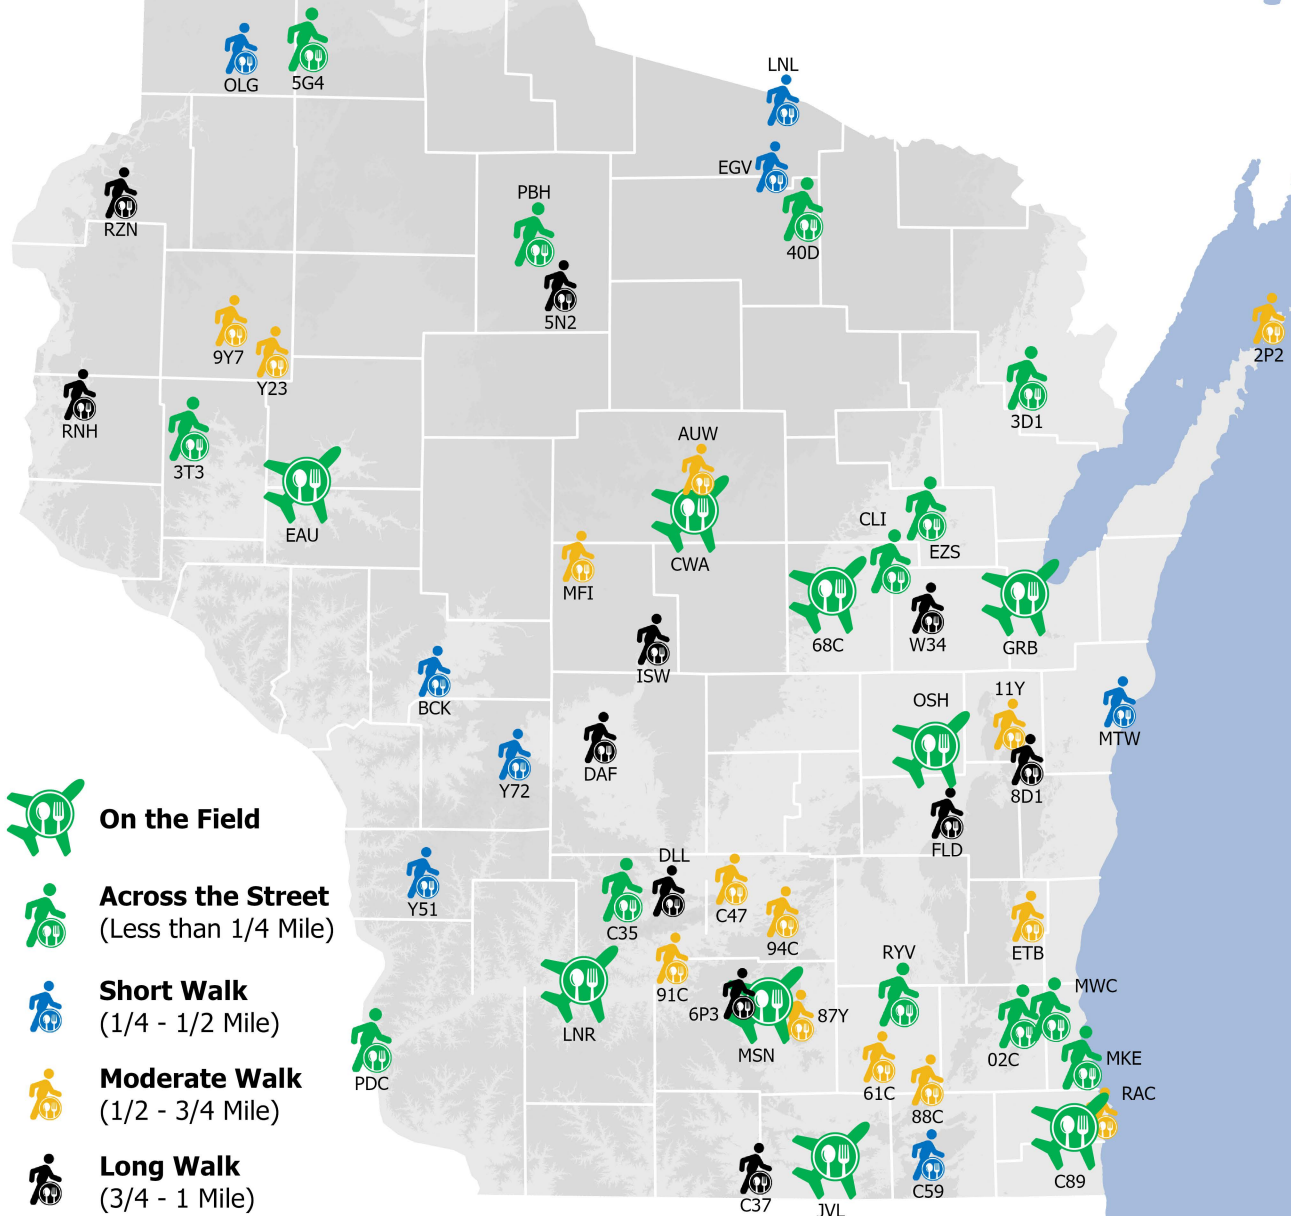 LNL
OLG
5G4
EGV
PBH
RZN
40D
5N2
9Y7
2P2
Y23
3D1
RNH
AUW
3T3
CLI
EAU
EZS
CWA
MFI
68C
W34
GRB
ISW
11Y
OSH
BCK
MTW
DAF
Y72
8D1
On the Field
FLD
DLL
Across the Street
(Less than 1/4 Mile)
Y51
C47
C35
94C
RYV
ETB
Short Walk
(1/4 - 1/2 Mile)
MWC
91C
6P3
87Y
LNR
MSN
02C
MKE
PDC
Moderate Walk
(1/2 - 3/4 Mile)
61C
RAC
88C
Long Walk
(3/4 - 1 Mile)
C89
C59
C37
JVL